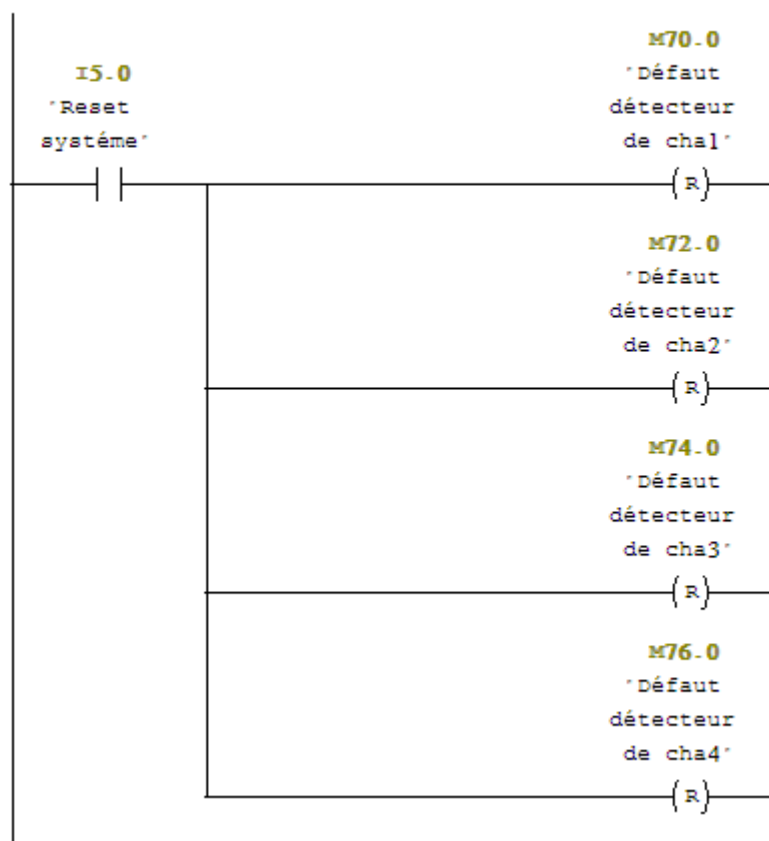 M70.0
I5.0
"Défaut
"Reset
détecteur
systéme"
de cha1"
R
M72.0
"Défaut
détecteur
de cha2"
R
M74.0
"Défaut
détecteur
de cha3"
R
M76.0
"Défaut
détecteur
de cha4"
R